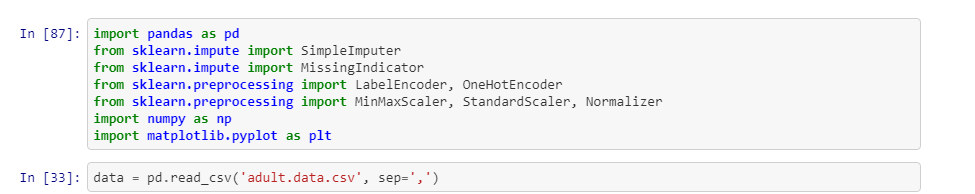 In [87]: import pandas as pd
from sklearn.impute import SimpleImputer
from sklearn.impute import MissingIndicator
from sklearn.preprocessing import LabelEncoder, OneHotEncoder
from sklearn.preprocessing import MinMaxScaler, StandardScaler, Normalizer
import numpy as np
import matplotlib.pyplot as plt
In [33]: data = pd.read_csv('adult.data.csv', sep=',')